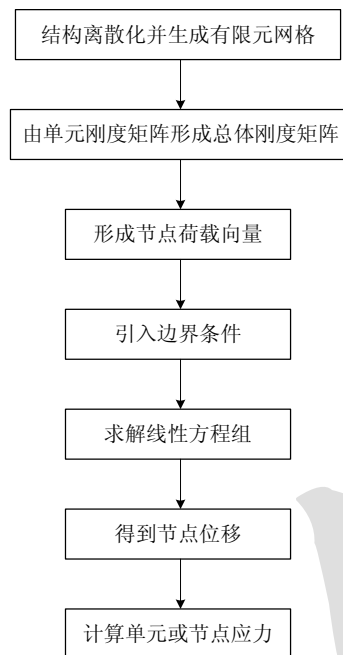 结构离散化并生成有限元网格
由单元刚度矩阵形成总体刚度矩阵
形成节点荷载向量
引入边界条件
求解线性方程组
得到节点位移
计算单元或节点应力